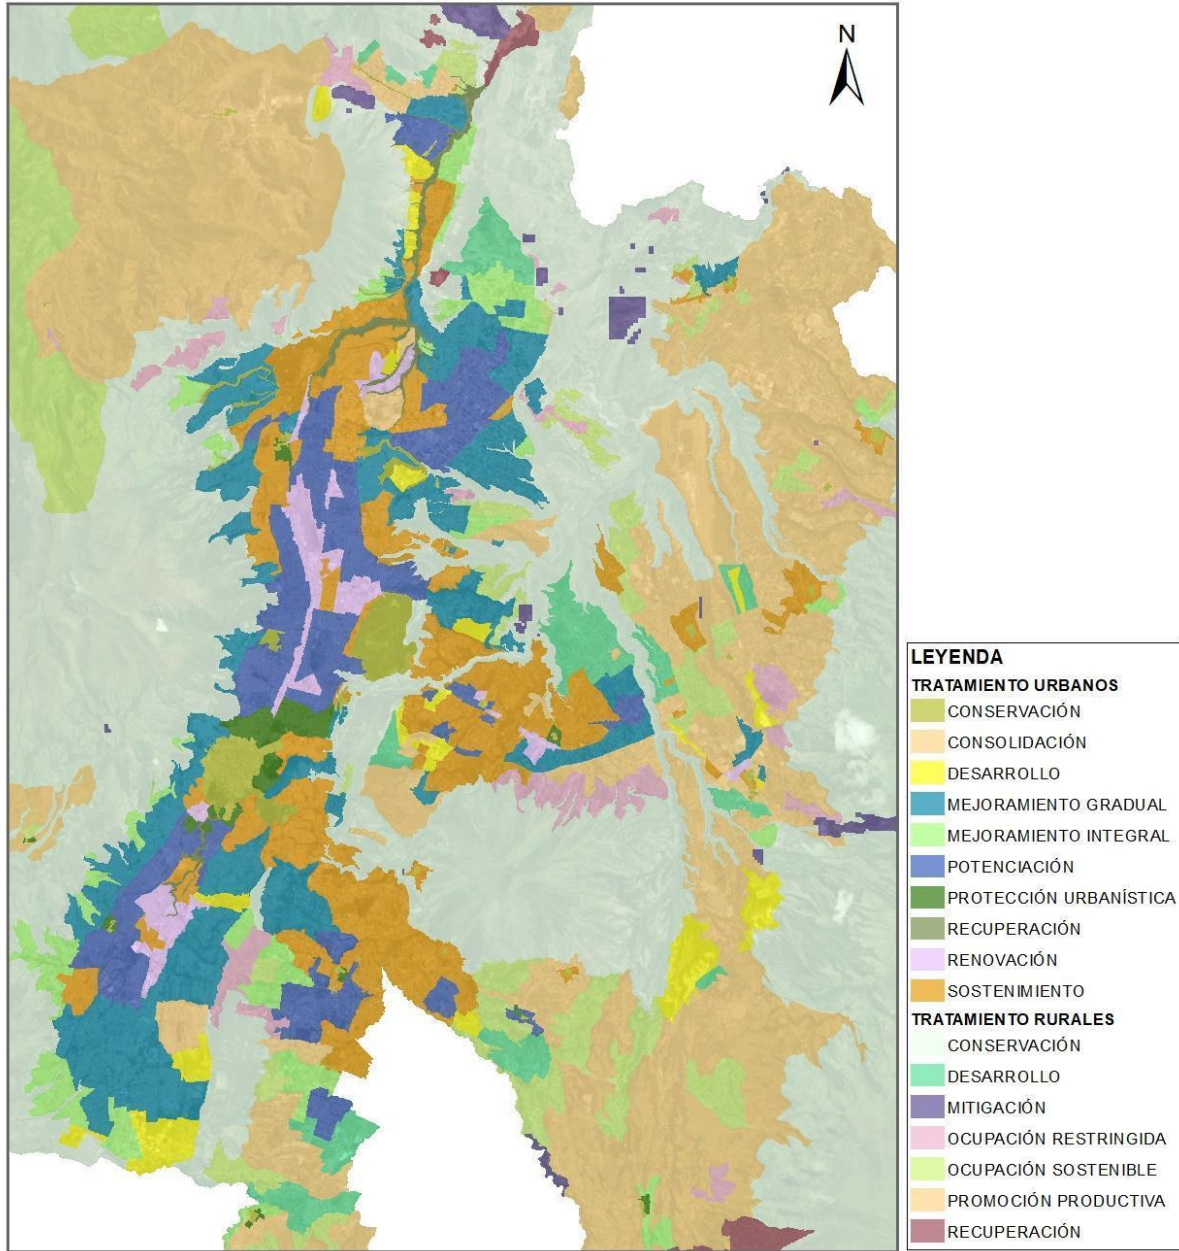 N
LEYENDA
TRATAMIENTO URBANOS
CONSERVACIÓN
CONSOLIDACIÓN
DESARROLLO
MEJORAMIENTO GRADUAL
MEJORAMIENTO INTEGRAL
POTENCIACIÓN
PROTECCIÓN URBANÍSTICA
RECUPERACIÓN
RENOVACIÓN
SOSTENIMIENTO
TRATAMIENTO RURALES
CONSERVACIÓN
DESARROLLO
MITIGACIÓN
OCUPACIÓN RESTRINGIDA
OCUPACIÓN SOSTENIBLE
PROMOCIÓN PRODUCTIVA
RECUPERACIÓN